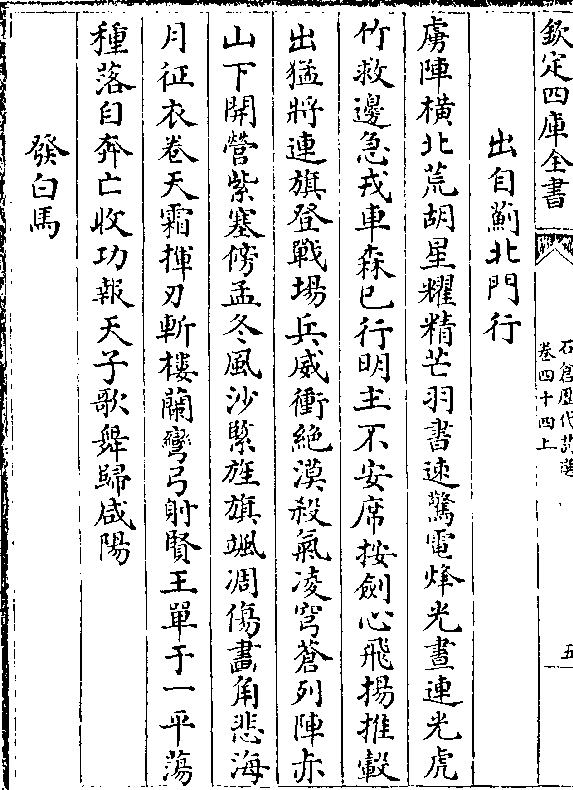 欽定四庫全書
石倉歷代詩選
卷四十四上
五
出自薊北門行
虜陣橫北荒胡星耀精芒羽書速驚電烽光晝連光虎
竹救邊急戎車森已行明主不安席按劍心飛揚推轂
出猛將連旗登戰場兵威衝絕漠殺氣凌穹蒼列陣赤
山下開營紫塞傍孟冬風沙緊旌旗颯凋傷畫角悲海
月征衣卷天霜揮刃斬樓蘭彎弓射賢王單于一平蕩
種落自奔亡收功報天子歌舞歸咸陽
發白馬